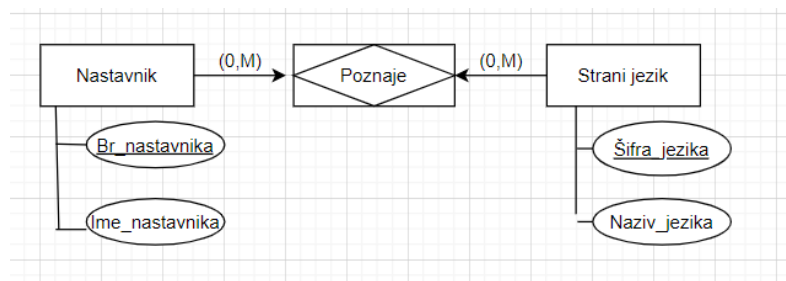 Nastavnik
(0,M)
Poznaje
(0,M)
Strani jezik
Br_nastavnika
Ime_nastavnika
Šifra_jezika
Naziv_jezika